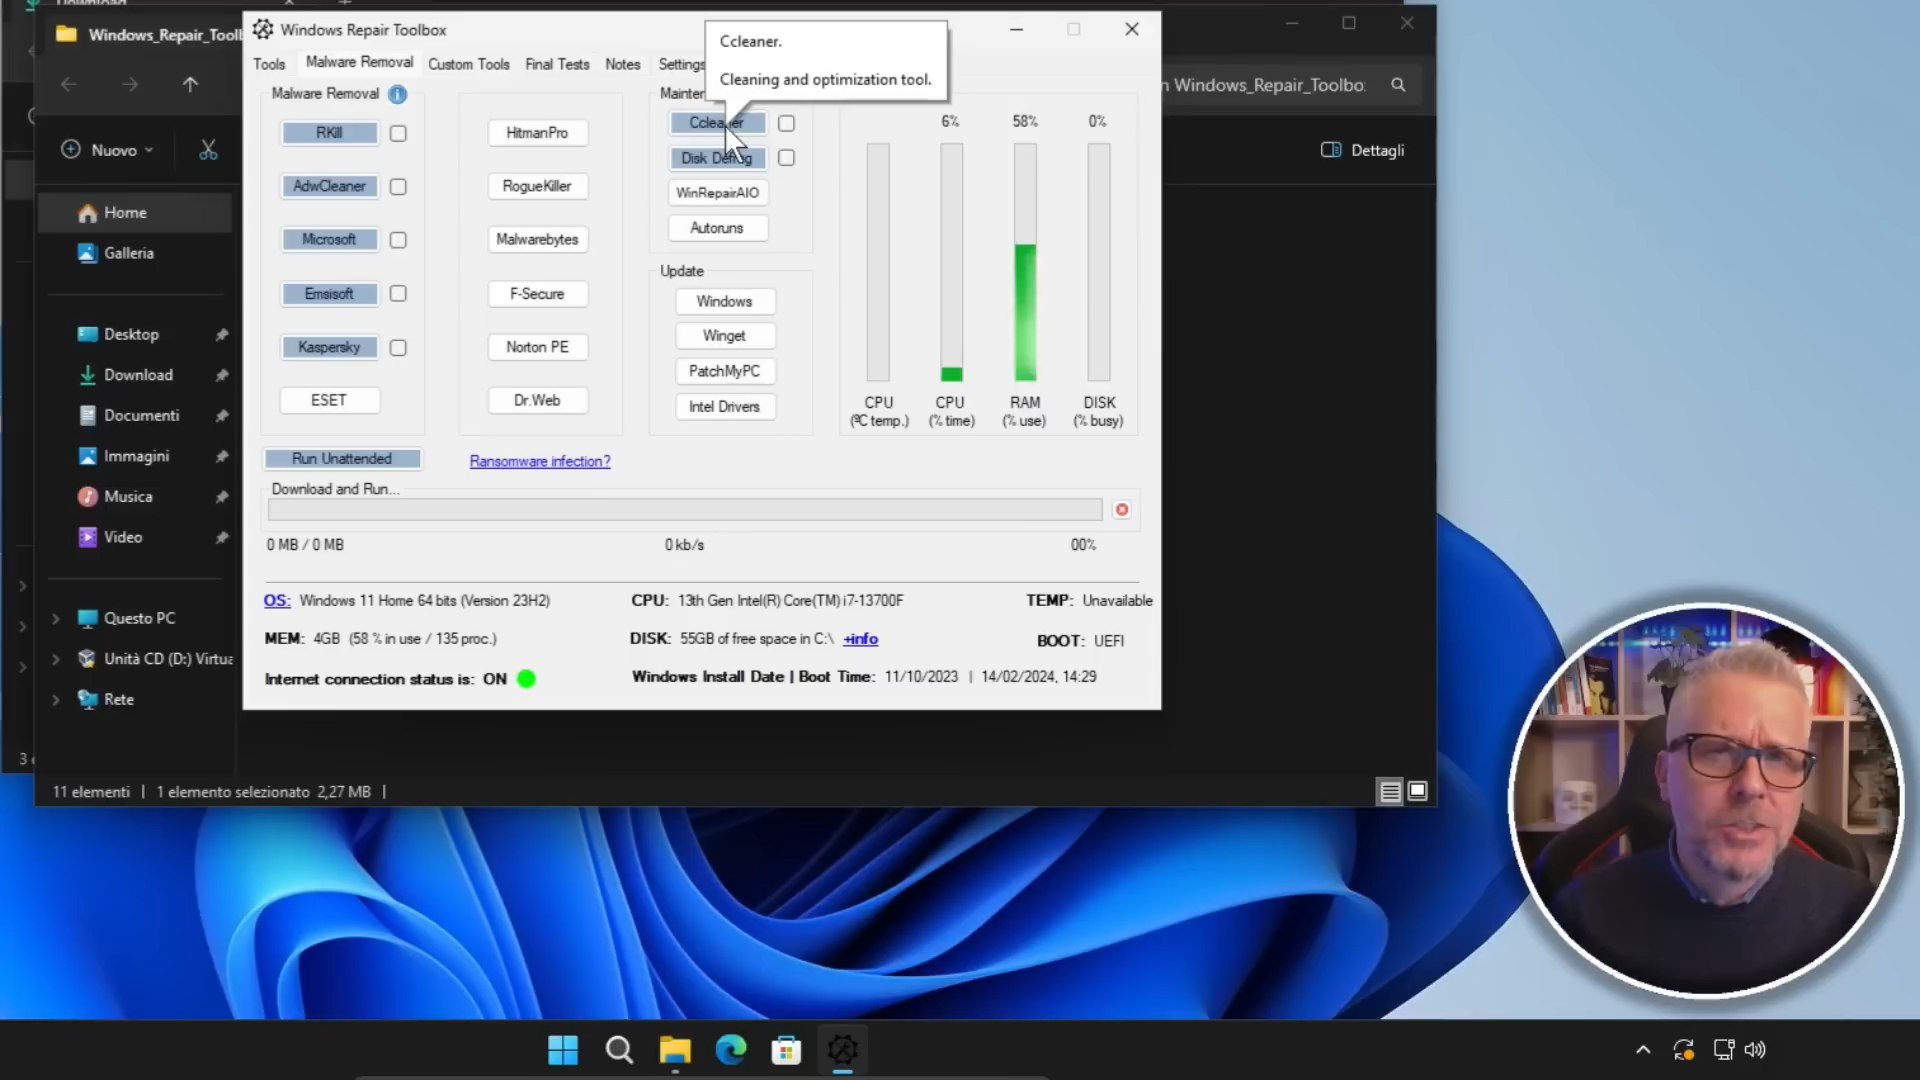 Download
Windows_Repair_Tool
Windows Repair Toolbox
Ccleaner.
Cleaning and optimization tool.
Windows_Repair_Toolbo
Tools
Malware Removal
Custom Tools
Final Tests
Notes
Settings
Malware Removal
RKill
AdwCleaner
Microsoft
Emsisoft
Kaspersky
ESET
Run Unattended
HitmanPro
RogueKiller
Malwarebytes
F-Secure
Norton PE
Dr.Web
Ransomware infection?
Ccleaner
Disk Defrag
WinRepairAIO
Autoruns
Update
Windows
Winget
PatchMyPC
Intel Drivers
6%
58%
0%
CPU
(ºC temp.)
CPU
(% time)
RAM
(% use)
DISK
(% busy)
Download and Run...
0 MB / 0 MB
0 kb/s
00%
OS: Windows 11 Home 64 bits (Version 23H2)
CPU: 13th Gen Intel(R) Core(TM) i7-13700F
TEMP: Unavailable
MEM: 4GB (58 % in use / 135 proc.)
DISK: 55GB of free space in C:\ +info
BOOT: UEFI
Internet connection status is: ON
Windows Install Date | Boot Time: 11/10/2023 | 14/02/2024, 14:29
Nuovo
Dettagli
Home
Galleria
Desktop
Download
Documenti
Immagini
Musica
Video
Questo PC
Unità CD (D:) Virtua
Rete
11 elementi | 1 elemento selezionato 2,27 MB |